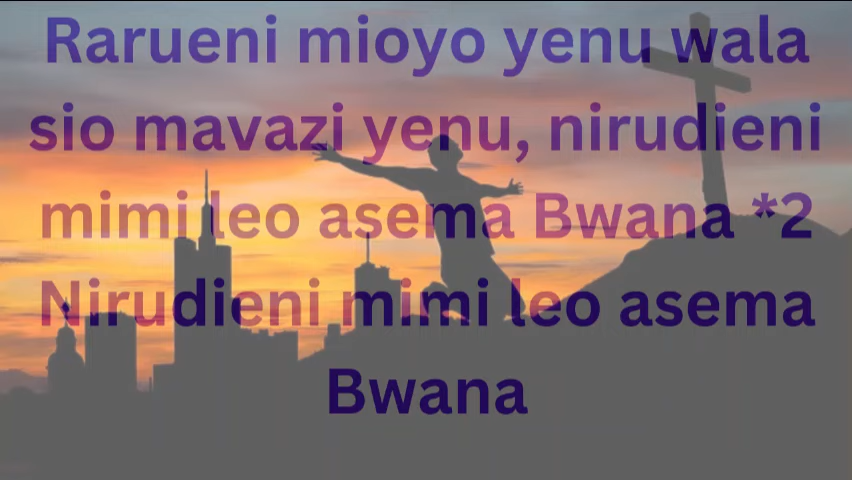 Rarueni mioyo yenu wala
sio mavazi yenu, nirudieni
mimi leo asema Bwana *2
Nirudieni mimi leo asema
Bwana